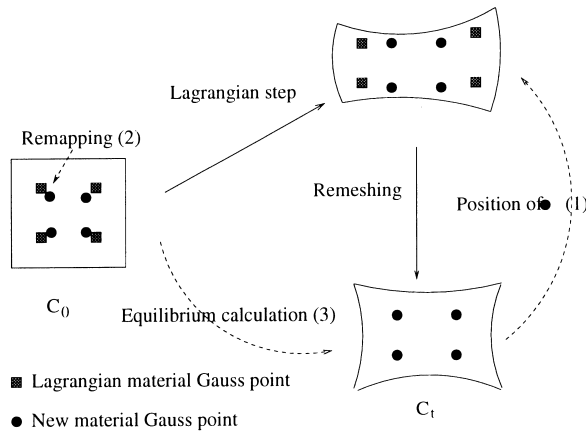 Lagrangian step
Remapping (2)
Remeshing
Position of (1)
C0
Equilibrium calculation (3)
Lagrangian material Gauss point
New material Gauss point
Ct